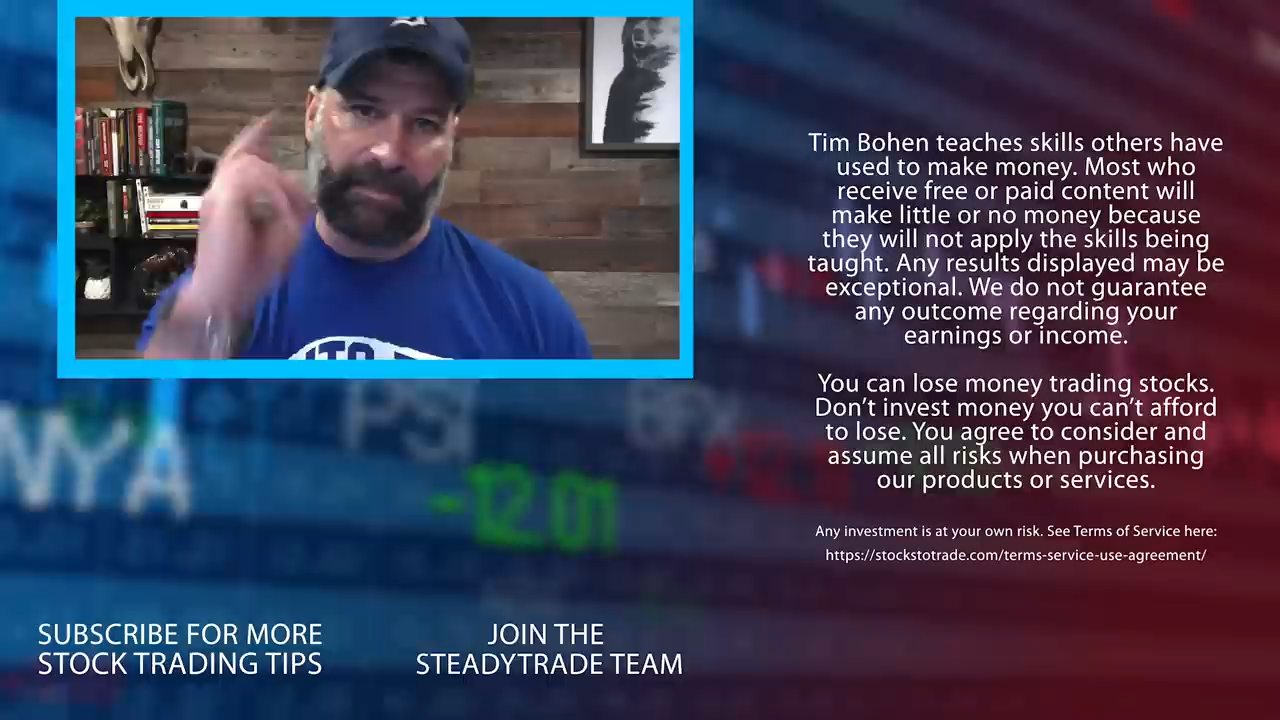 Tim Bohen teaches skills others have
used to make money. Most who
receive free or paid content will
make little or no money because
they will not apply the skills being
taught. Any results displayed may be
exceptional. We do not guarantee
any outcome regarding your
earnings or income.
You can lose money trading stocks.
Don't invest money you can't afford
to lose. You agree to consider and
assume all risks when purchasing
our products or services.
Any investment is at your own risk. See Terms of Service here:
https://stockstotrade.com/terms-service-use-agreement/
NYA
PSI
-12.01
SUBSCRIBE FOR MORE
STOCK TRADING TIPS
JOIN THE
STEADYTRADE TEAM